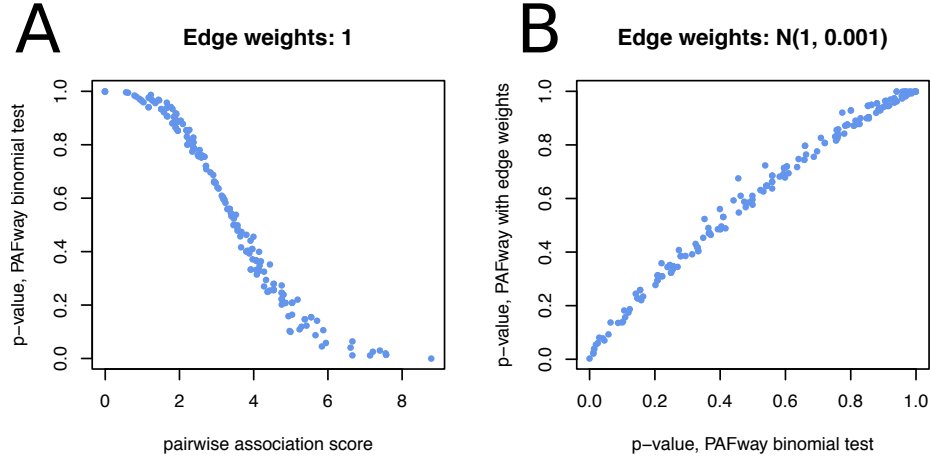 A
Edge weights: 1
p−value, PAFway binomial test
1.0
0.8
0.6
0.4
0.2
0.0
0 2 4 6 8
pairwise association score
B
Edge weights: N(1, 0.001)
p−value, PAFway with edge weights
1.0
0.8
0.6
0.4
0.2
0.0
0.0 0.2 0.4 0.6 0.8 1.0
p−value, PAFway binomial test